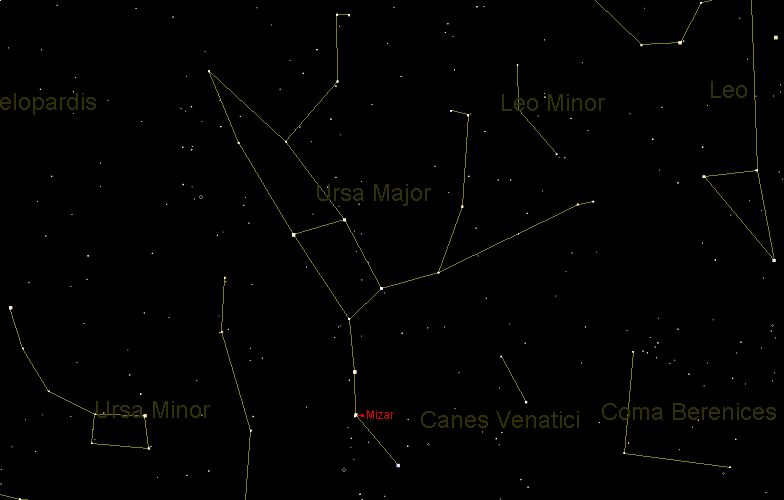 elopardis
Leo Minor
Leo
Ursa Major
Ursa Minor
Mizar
Canes Venatici
Coma Berenices